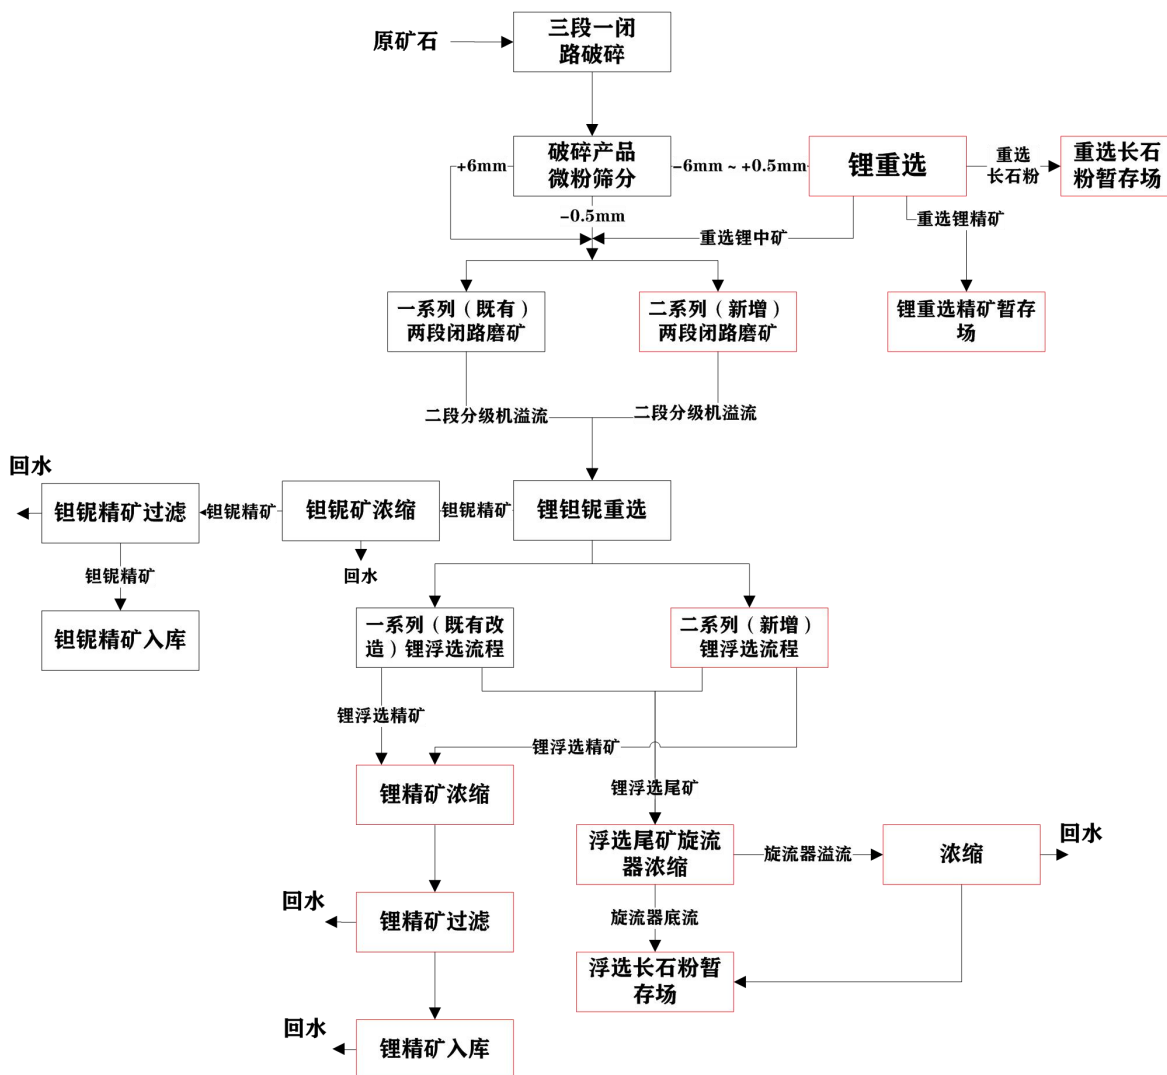 原矿石
三段一闭
路破碎
+6mm
破碎产品
微粉筛分
-6mm ~ +0.5mm
锂重选
重选
长石粉
重选长石
粉暂存场
-0.5mm
重选锂中矿
重选锂精矿
一系列（既有）
两段闭路磨矿
二系列（新增）
两段闭路磨矿
锂重选精矿暂存
场
二段分级机溢流
二段分级机溢流
回水
钽铌精矿过滤
钽铌精矿
钽铌矿浓缩
钽铌精矿
锂钽铌重选
钽铌精矿
回水
钽铌精矿入库
一系列（既有改
造）锂浮选流程
二系列（新增）
锂浮选流程
锂浮选精矿
锂浮选精矿
锂精矿浓缩
锂浮选尾矿
浮选尾矿旋流
器浓缩
旋流器溢流
浓缩
回水
回水
锂精矿过滤
旋流器底流
浮选长石粉暂
存场
回水
锂精矿入库